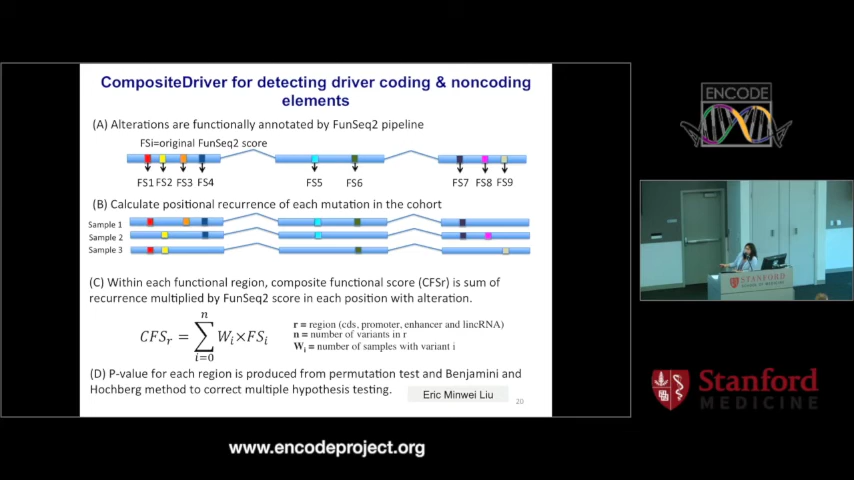 CompositeDriver for detecting driver coding & noncoding
elements
(A) Alterations are functionally annotated by FunSeq2 pipeline
FSi=original FunSeq2 score
FS1 FS2 FS3 FS4 FS5 FS6 FS7 FS8 FS9
(B) Calculate positional recurrence of each mutation in the cohort
Sample 1
Sample 2
Sample 3
(C) Within each functional region, composite functional score (CFSr) is sum of
recurrence multiplied by FunSeq2 score in each position with alteration.
n
CFSr = ∑ Wi×FSi
i=0
r = region (cds, promoter, enhancer and lincRNA)
n = number of variants in r
Wi = number of samples with variant i
(D) P-value for each region is produced from permutation test and Benjamini and
Hochberg method to correct multiple hypothesis testing.
Eric Minwei Liu
20
ENCODE
STANFORD
Stanford
MEDICINE
www.encodeproject.org